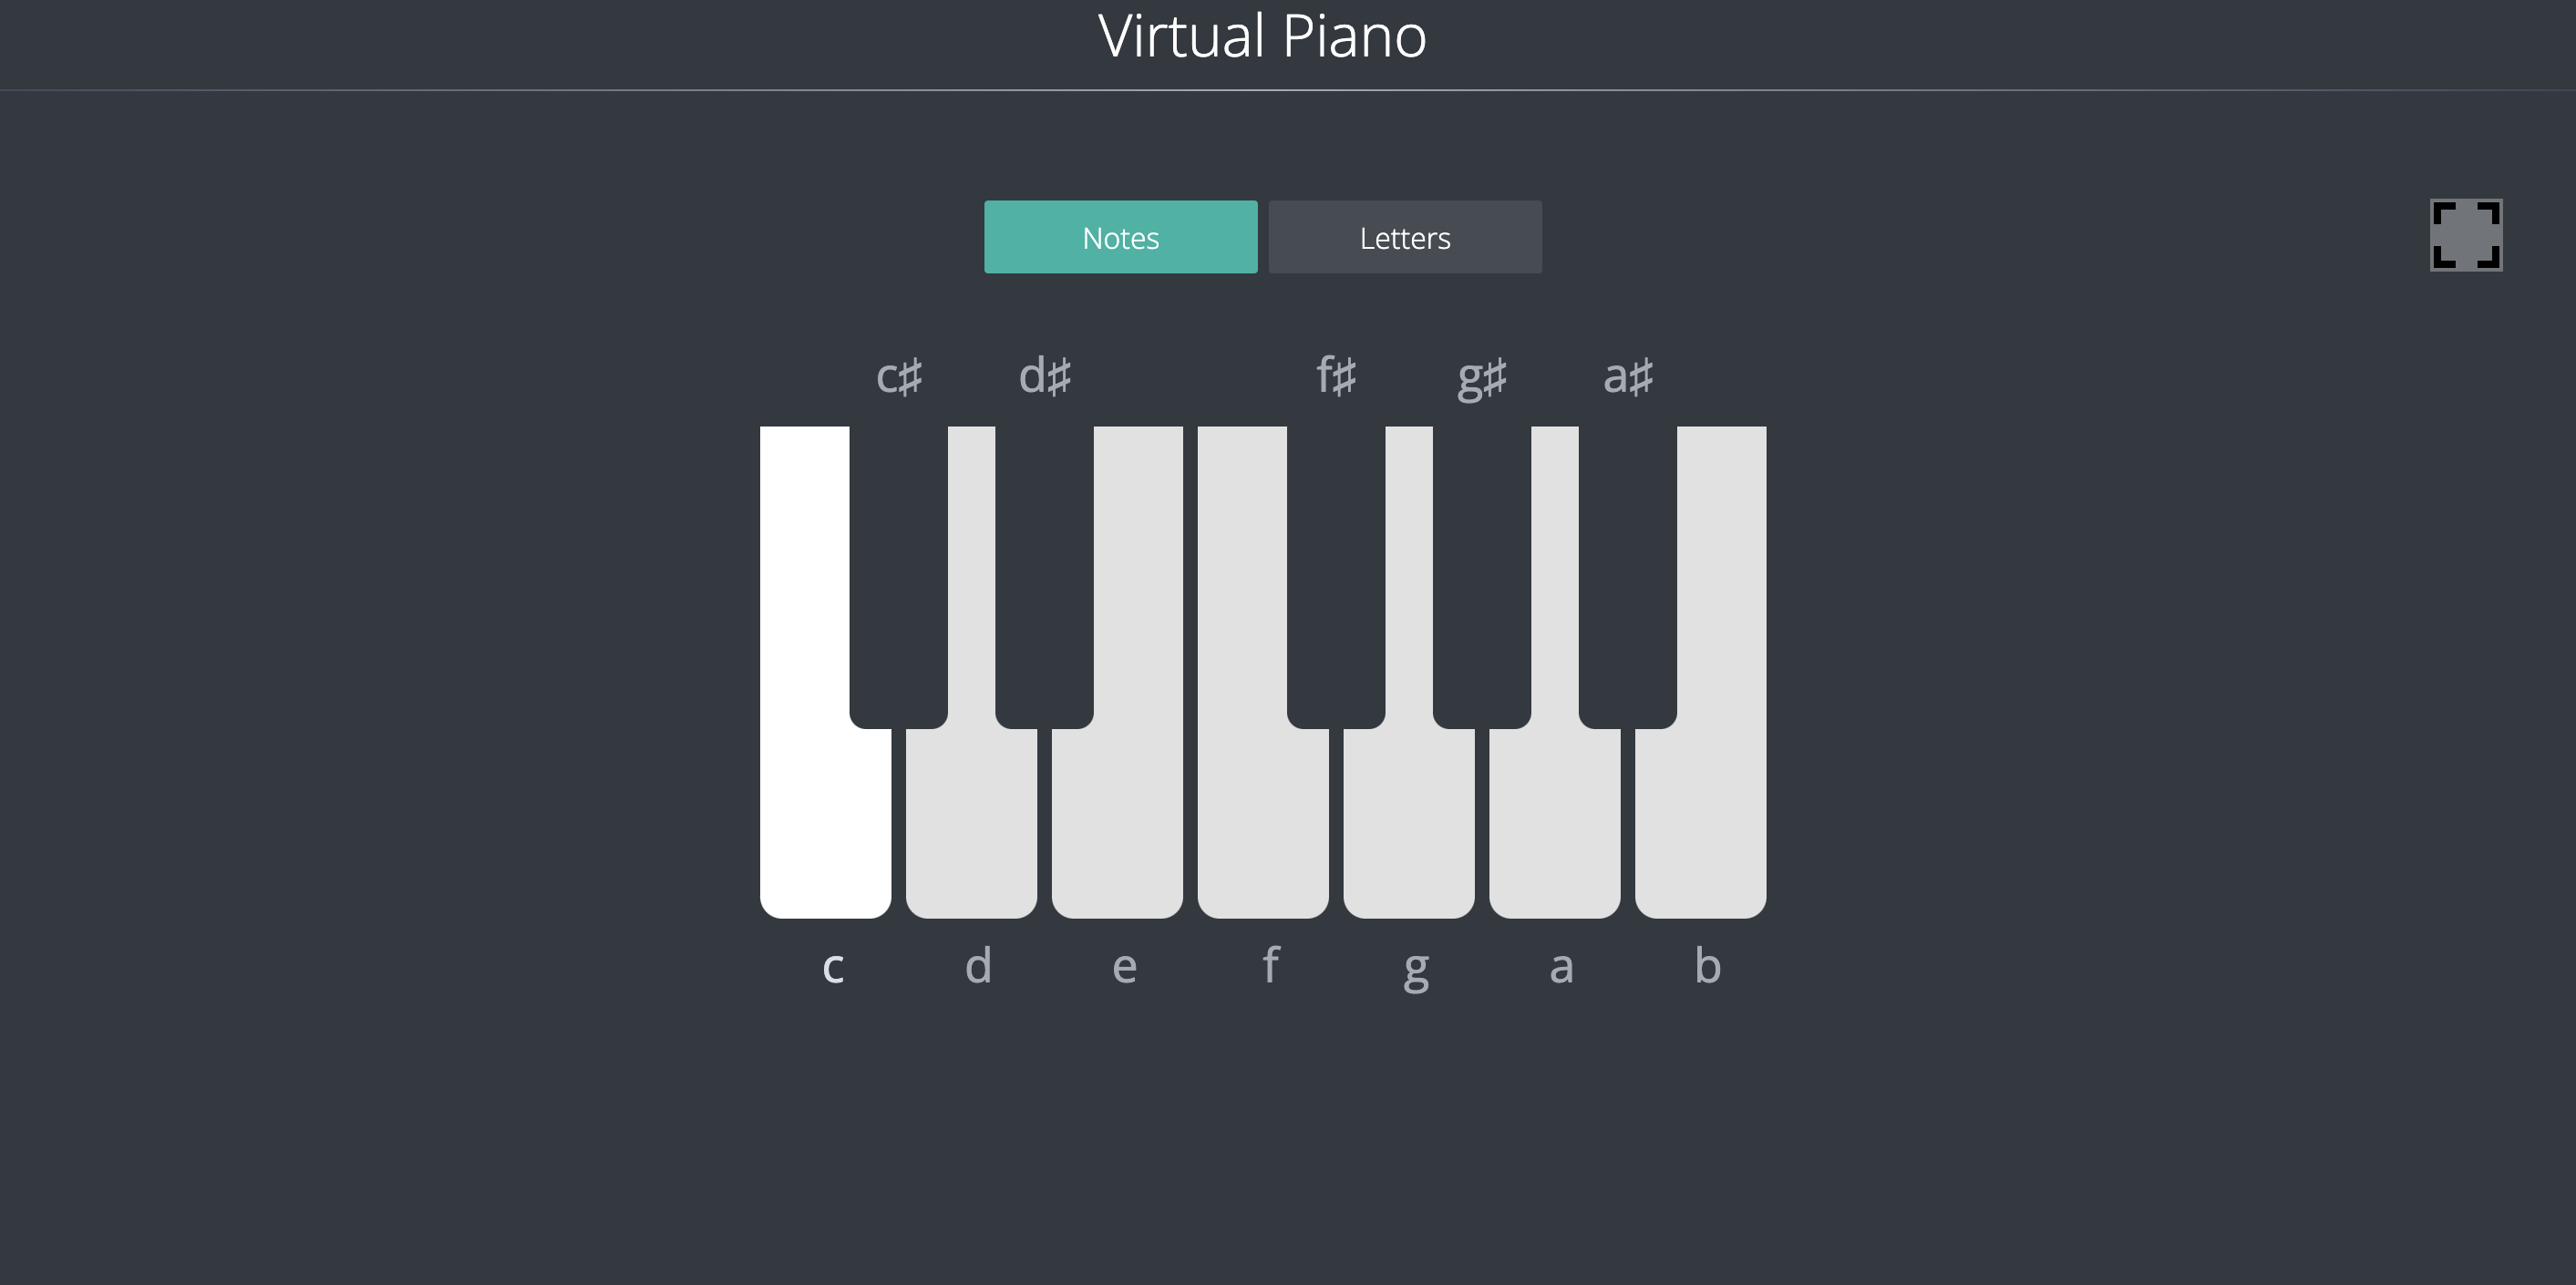 Virtual Piano
Notes Letters
c♯ d♯ f♯ g♯ a♯
c d e f g a b